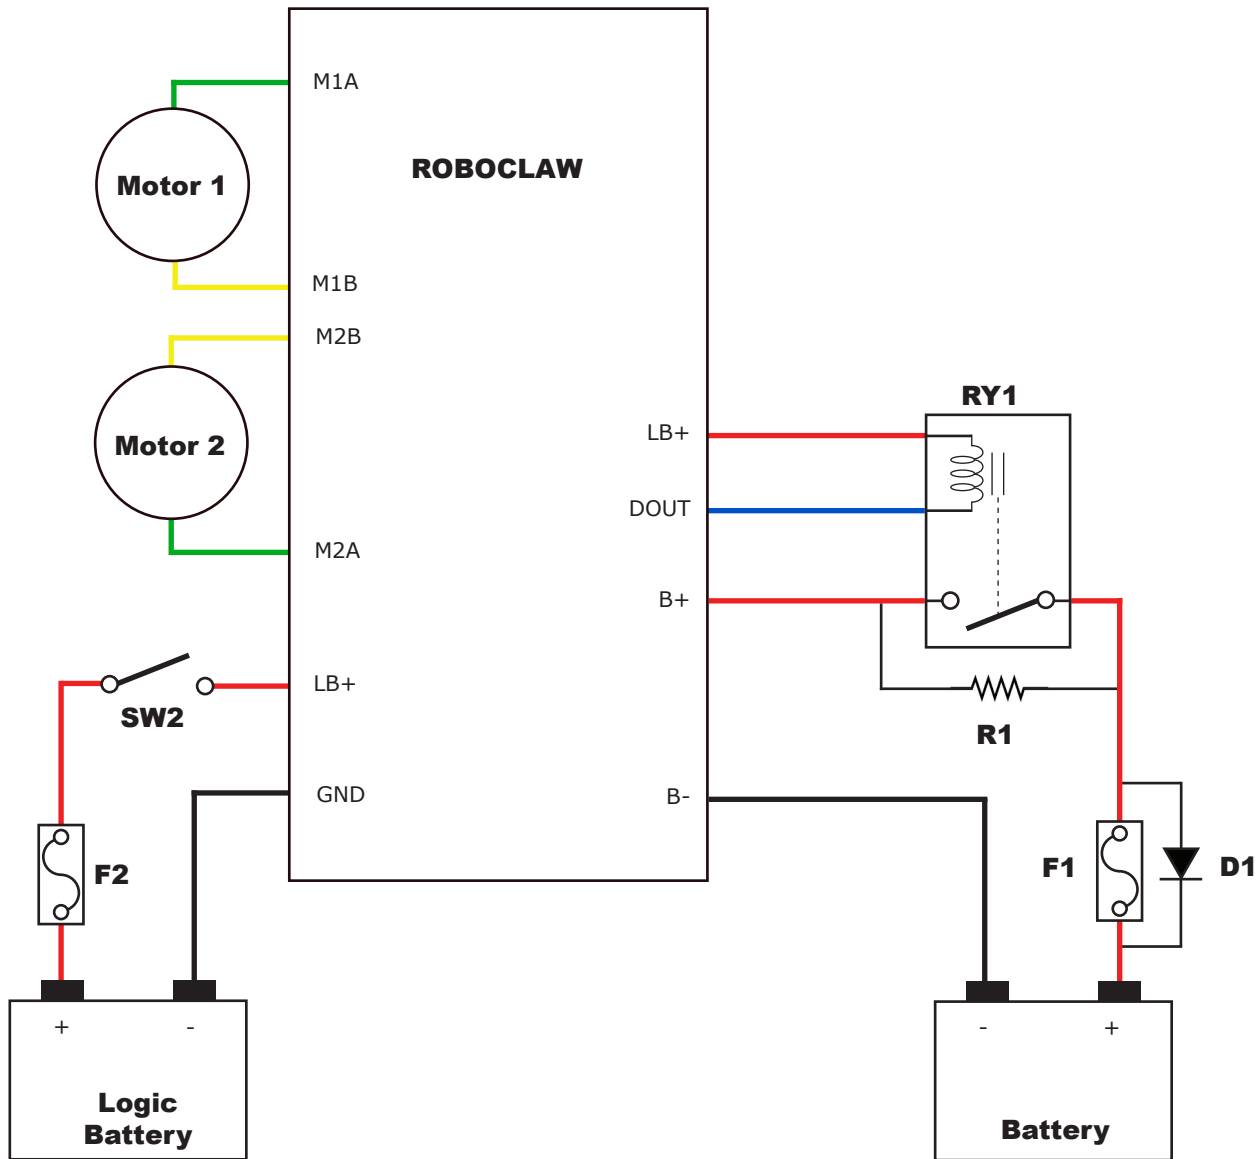 M1A
ROBOCLAW
Motor 1
M1B
M2B
RY1
LB+
Motor 2
DOUT
M2A
B+
LB+
SW2
R1
GND
B-
F2
F1
D1
+
-
-
+
Logic
Battery
Battery